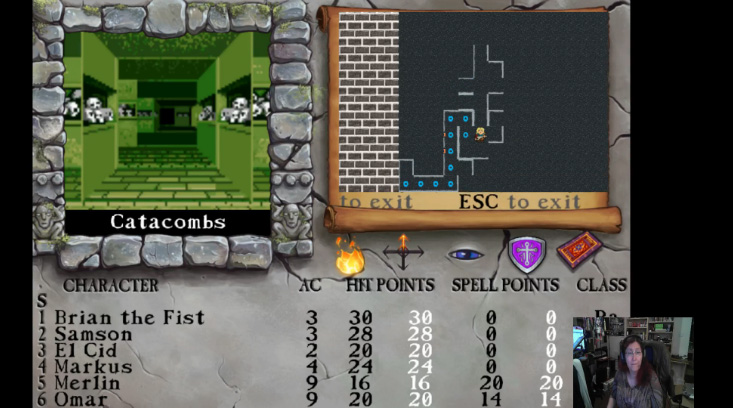 Catacombs
to exit ESC to exit
CHARACTER AC HIT POINTS SPELL POINTS CLASS
S
1 Brian the Fist 3 30 30 0 0 Ba
2 Samson 3 28 28 0 0
3 El Cid 2 20 20 0 0
4 Markus 4 24 24 0 0
5 Merlin 9 16 16 20 20
6 Omar 9 20 20 14 14